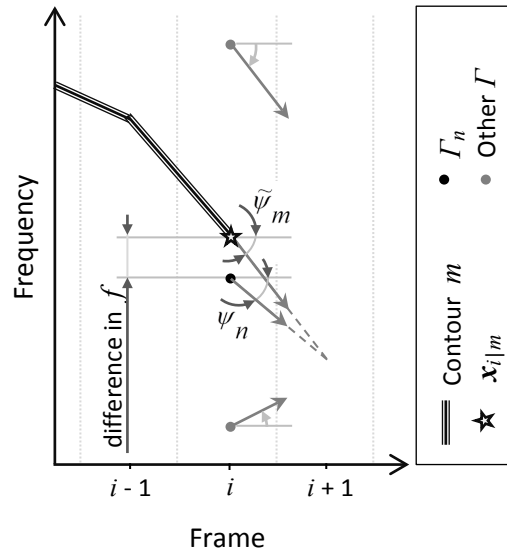 Frequency
difference in f
ψ̃m
ψn
i - 1
i
i + 1
Frame
Contour m
xi|m
Γn
Other Γ